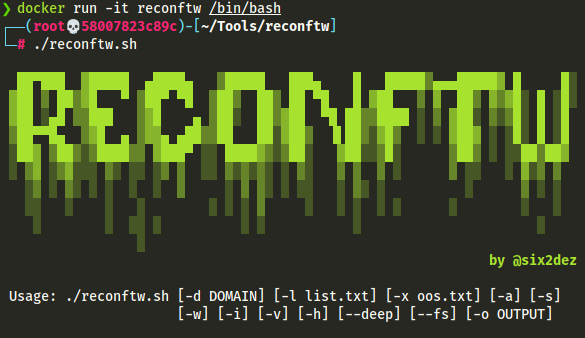 ❯ docker run -it reconftw /bin/bash
┌──(root💀58007823c89c)-[~/Tools/reconftw]
└─# ./reconftw.sh
RECONFTW
by @six2dez
Usage: ./reconftw.sh [-d DOMAIN] [-l list.txt] [-x oos.txt] [-a] [-s]
[-w] [-i] [-v] [-h] [--deep] [--fs] [-o OUTPUT]